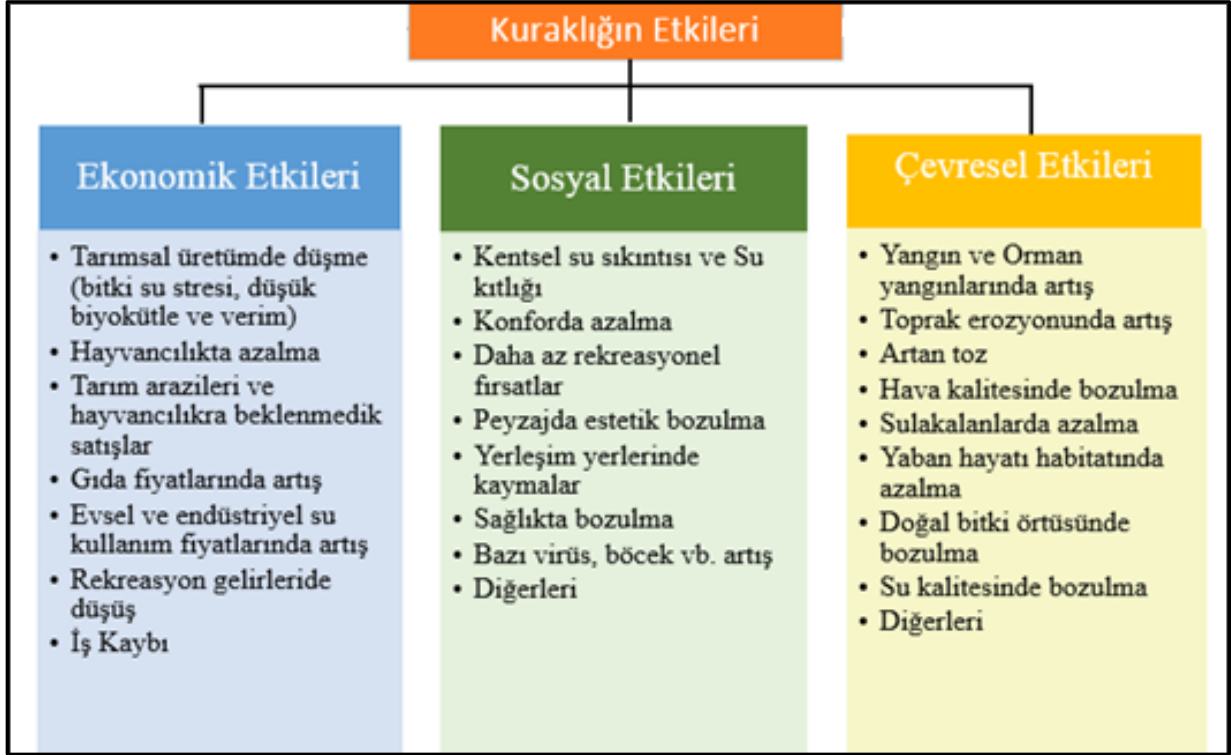 Kuraklığın Etkileri
Ekonomik Etkileri
• Tarımsal üretümde düşme
(bitki su stresi, düşük
biyokütle ve verim)
• Hayvancılıkta azalma
• Tarım arazileri ve
hayvancılıkra beklenmedik
satışlar
• Gıda fiyatlarında artış
• Evsel ve endüstriyel su
kullanım fiyatlarında artış
• Rekreasyon gelirleride
düşüş
• İş Kaybı
Sosyal Etkileri
• Kentsel su sıkıntısı ve Su
kıtlığı
• Konforda azalma
• Daha az rekreasyonel
fırsatlar
• Peyzajda estetik bozulma
• Yerleşim yerlerinde
kaymalar
• Sağlıkta bozulma
• Bazı virüs, böcek vb. artış
• Diğerleri
Çevresel Etkileri
• Yangın ve Orman
yangınlarında artış
• Toprak erozyonunda artış
• Artan toz
• Hava kalitesinde bozulma
• Sulakalanlarda azalma
• Yaban hayatı habitatında
azalma
• Doğal bitki örtüsünde
bozulma
• Su kalitesinde bozulma
• Diğerleri